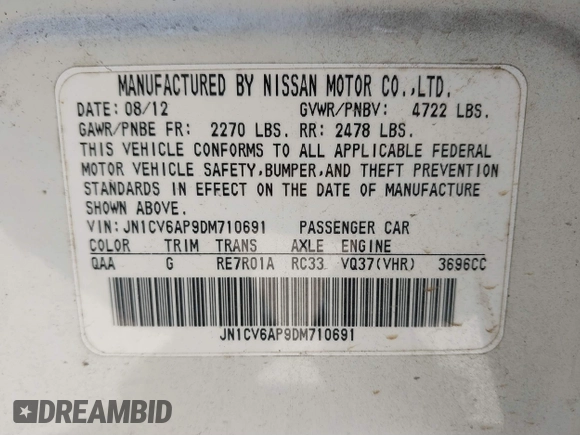 MANUFACTURED BY NISSAN MOTOR CO.,LTD.
DATE: 08/12 GVWR/PNBV: 4722 LBS.
GAWR/PNBE FR: 2270 LBS. RR: 2478 LBS.
THIS VEHICLE CONFORMS TO ALL APPLICABLE FEDERAL
MOTOR VEHICLE SAFETY,BUMPER,AND THEFT PREVENTION
STANDARDS IN EFFECT ON THE DATE OF MANUFACTURE
SHOWN ABOVE.
VIN: JN1CV6AP9DM710691 PASSENGER CAR
COLOR TRIM TRANS AXLE ENGINE
QAA G RE7R01A RC33 VQ37(VHR) 3696CC
JN1CV6AP9DM710691
DREAMBID